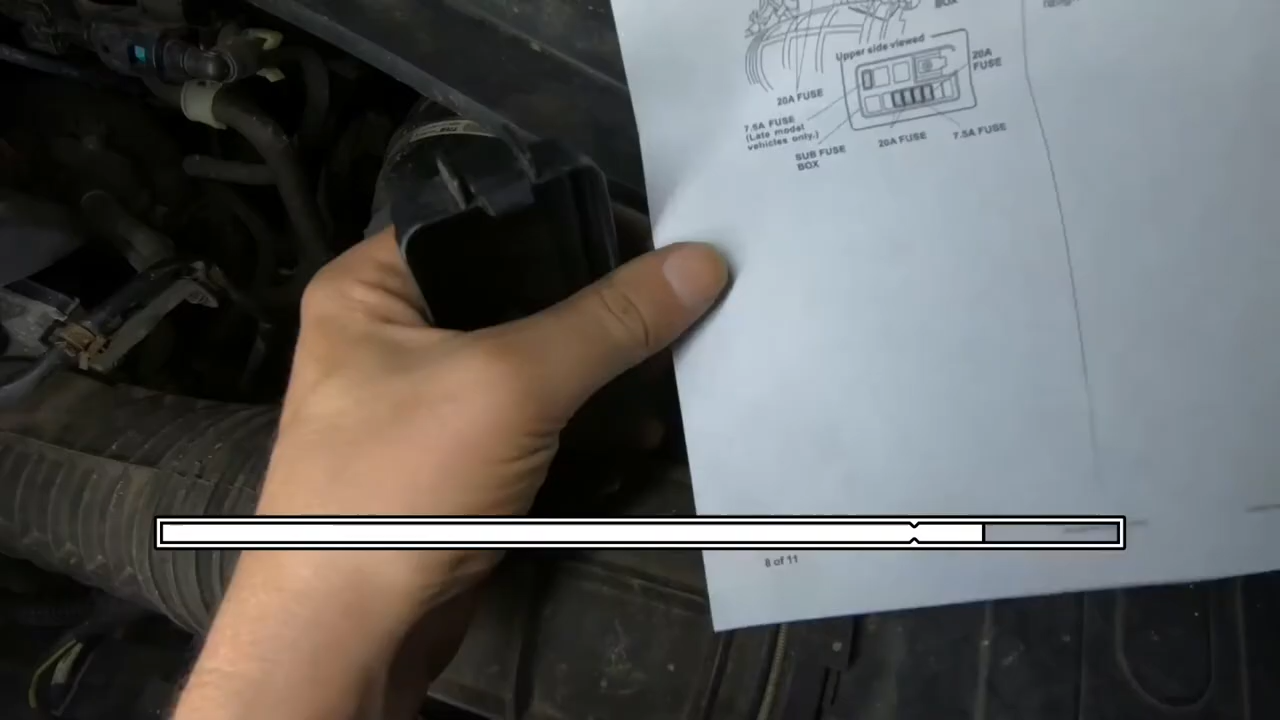 BOX
Upper side viewed
20A
FUSE
20A FUSE
7.5A FUSE
(Late model
vehicles only.)
SUB FUSE
BOX
20A FUSE
7.5A FUSE
8 of 11